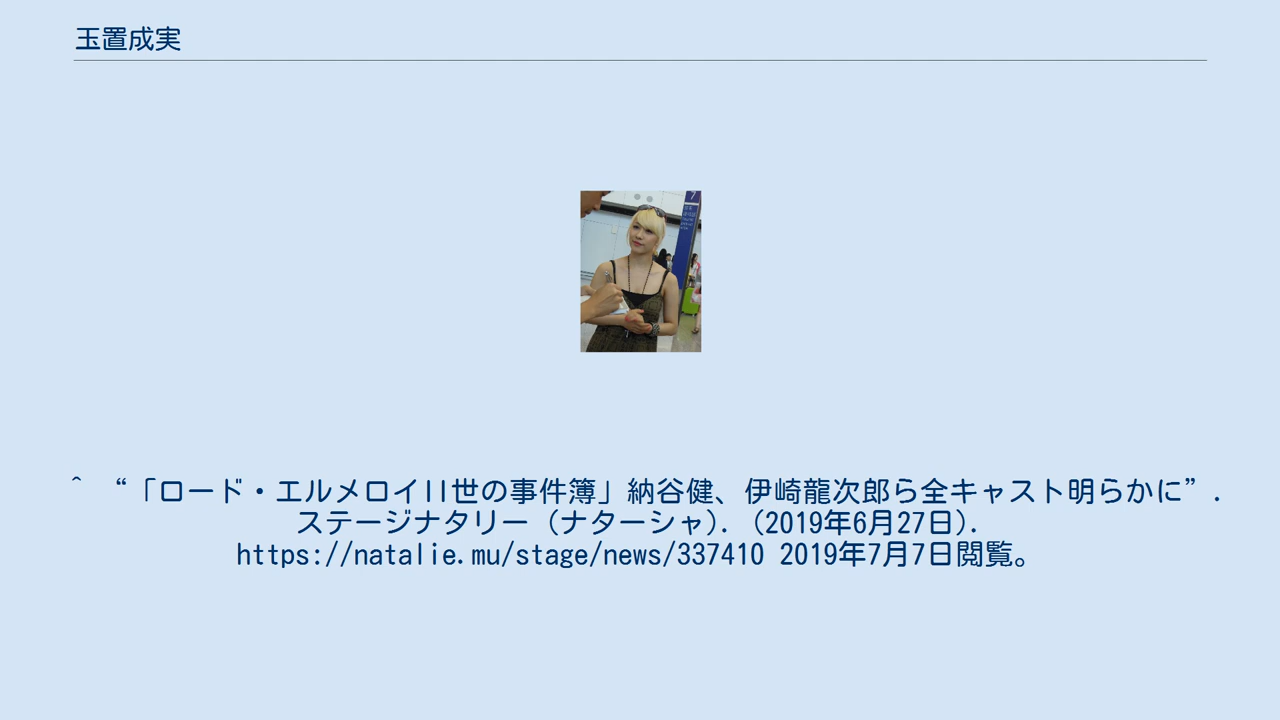 玉置成実
^ “「ロード・エルメロイII世の事件簿」納谷健、伊崎龍次郎ら全キャスト明らかに”.
ステージナタリー (ナターシャ). (2019年6月27日).
https://natalie.mu/stage/news/337410 2019年7月7日閲覧。